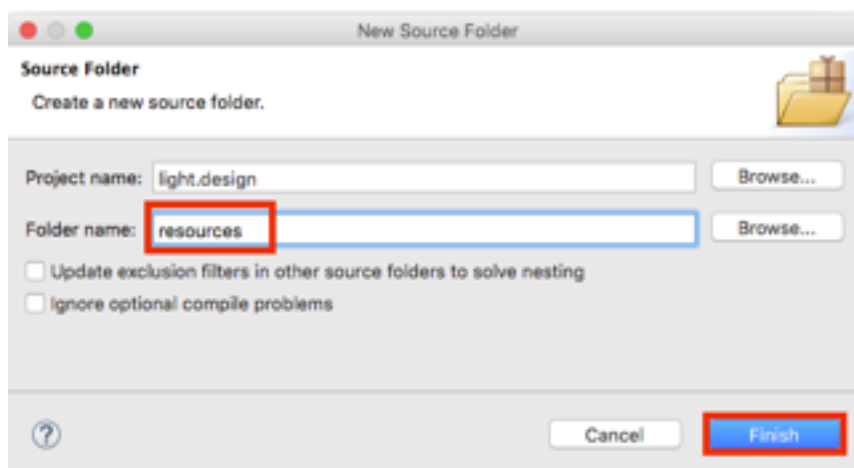 New Source Folder
Source Folder
Create a new source folder.
Project name: light.design Browse...
Folder name: resources Browse...
Update exclusion filters in other source folders to solve nesting
Ignore optional compile problems
? Cancel Finish